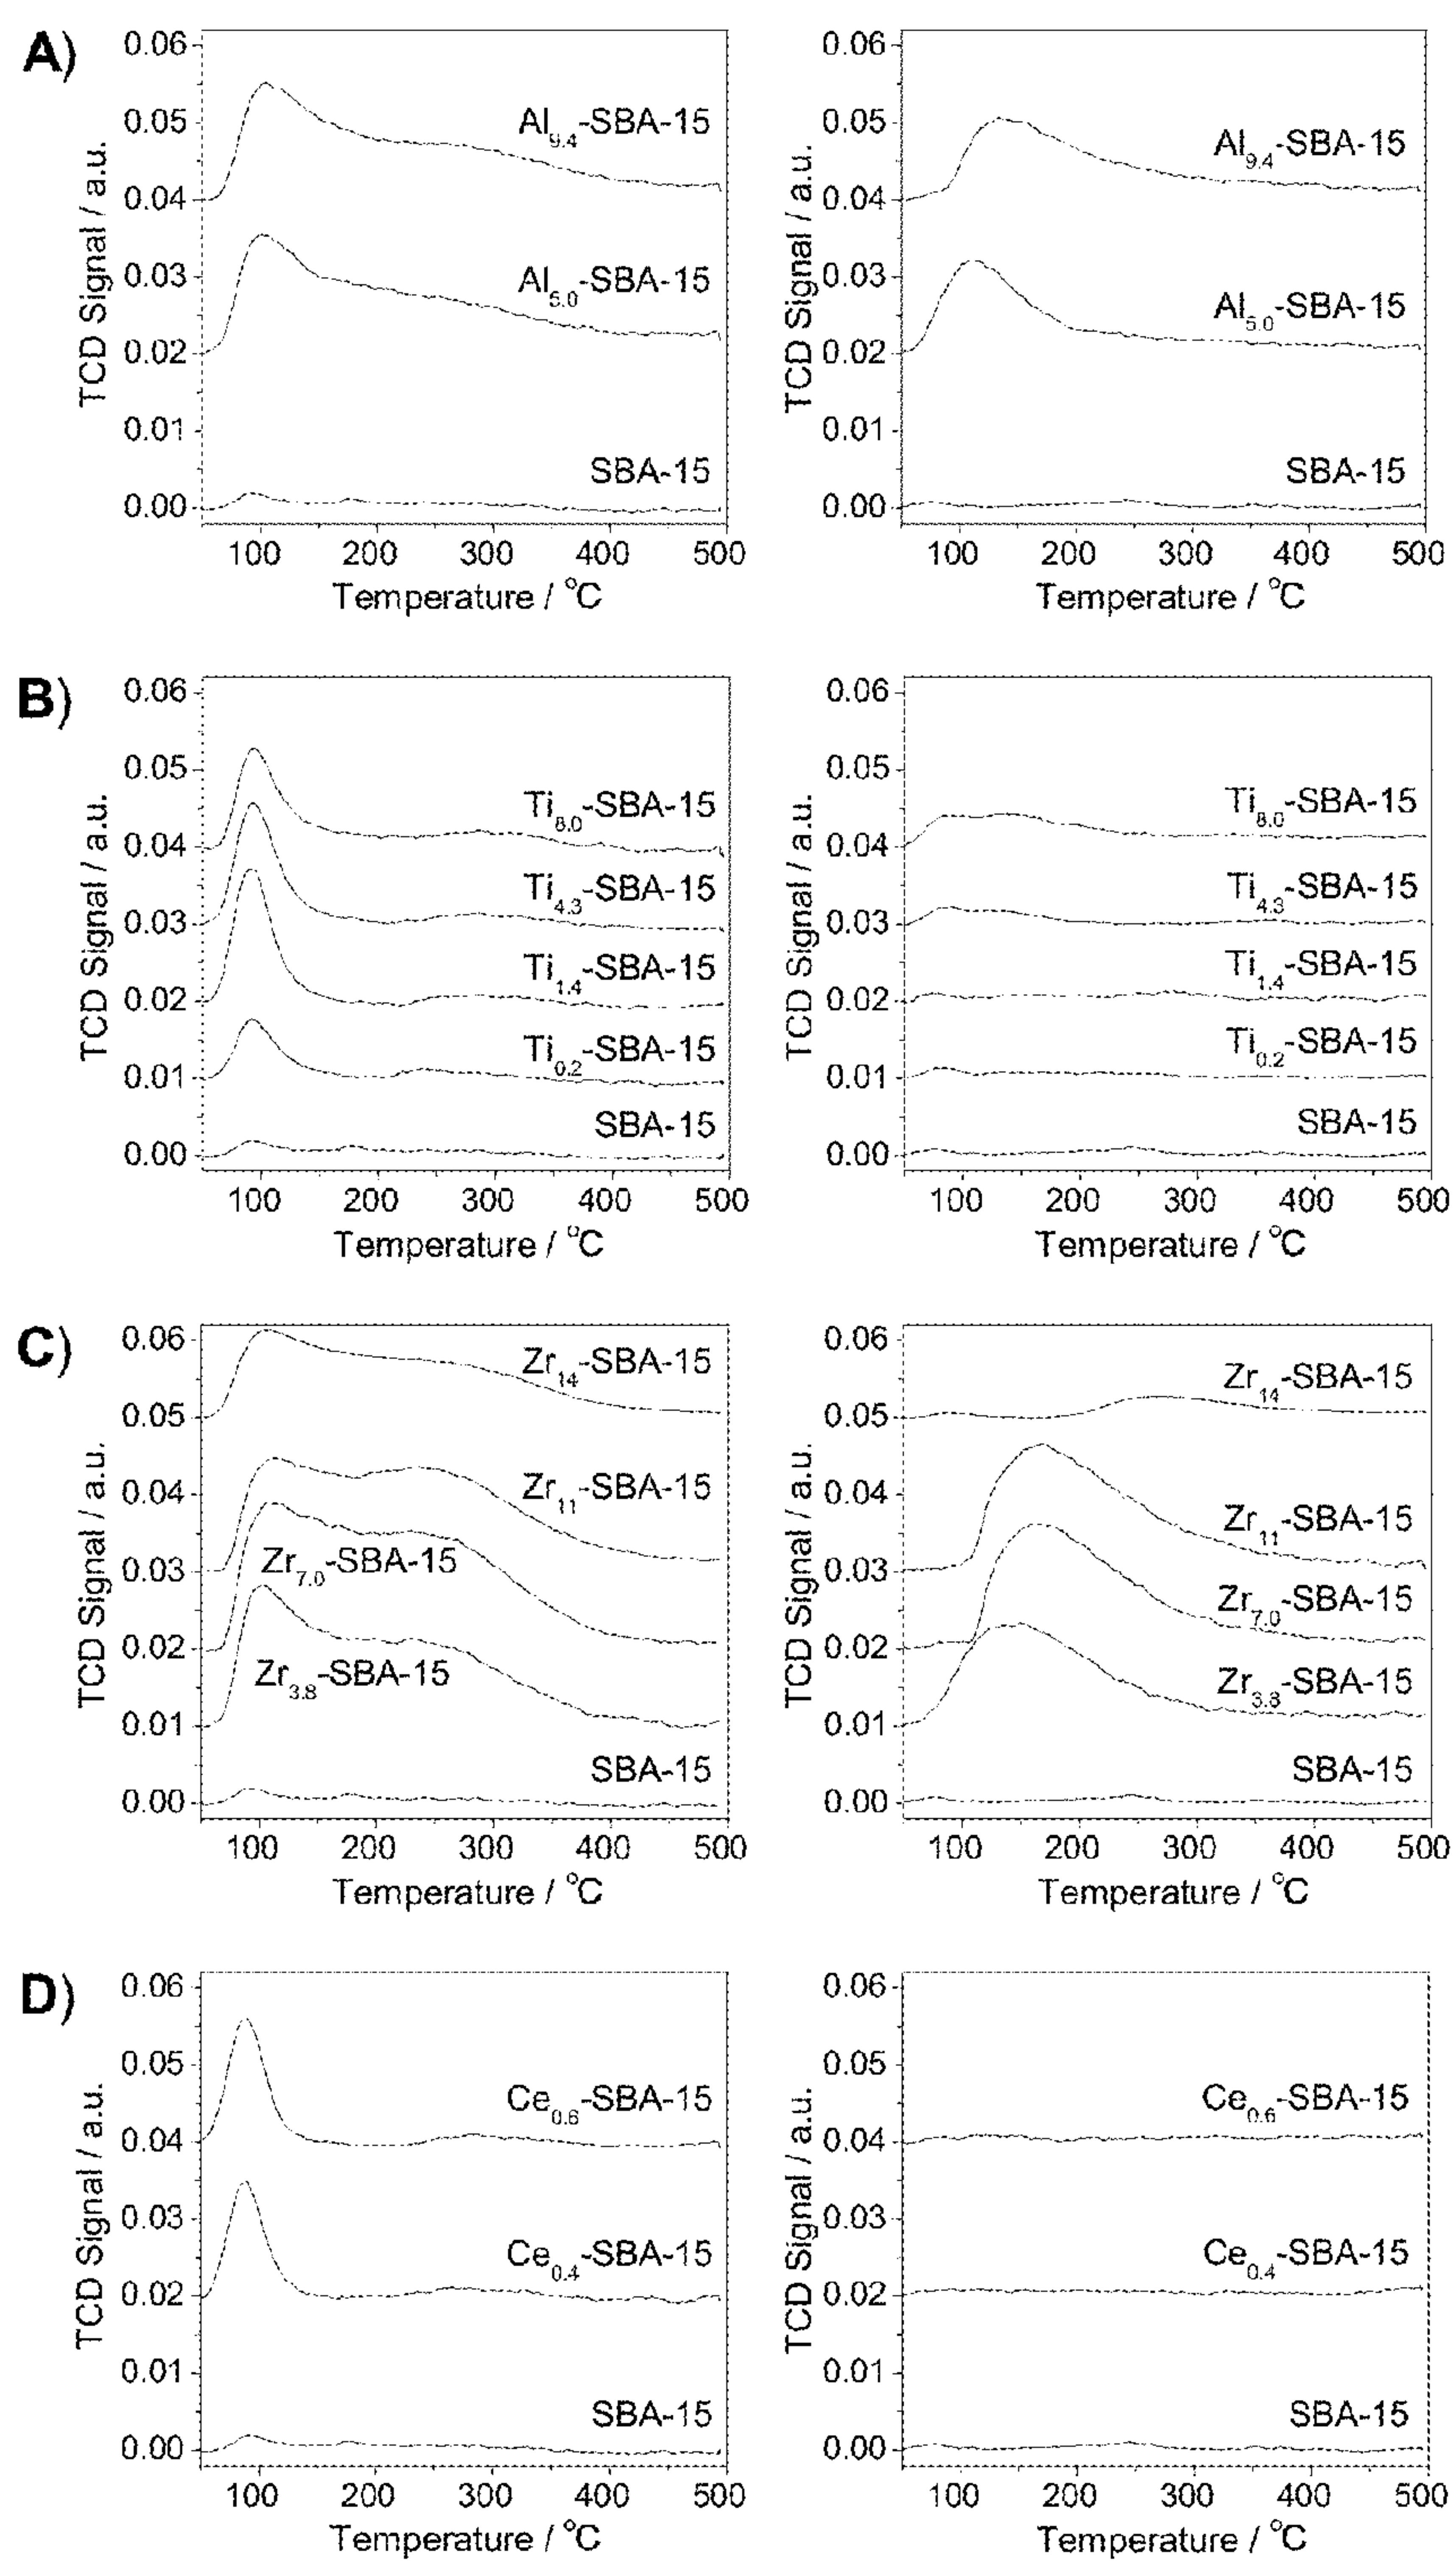 A)
0.06
0.05
0.04
0.03
0.02
0.01
0.00
TCD Signal / a.u.
Al9.4-SBA-15
Al5.0-SBA-15
SBA-15
100 200 300 400 500
Temperature / °C
0.06
0.05
0.04
0.03
0.02
0.01
0.00
TCD Signal / a.u.
Al9.4-SBA-15
Al5.0-SBA-15
SBA-15
100 200 300 400 500
Temperature / °C
B)
0.06
0.05
0.04
0.03
0.02
0.01
0.00
TCD Signal / a.u.
Ti8.0-SBA-15
Ti4.3-SBA-15
Ti1.4-SBA-15
Ti0.2-SBA-15
SBA-15
100 200 300 400 500
Temperature / °C
0.06
0.05
0.04
0.03
0.02
0.01
0.00
TCD Signal / a.u.
Ti8.0-SBA-15
Ti4.3-SBA-15
Ti1.4-SBA-15
Ti0.2-SBA-15
SBA-15
100 200 300 400 500
Temperature / °C
C)
0.06
0.05
0.04
0.03
0.02
0.01
0.00
TCD Signal / a.u.
Zr14-SBA-15
Zr11-SBA-15
Zr7.0-SBA-15
Zr3.8-SBA-15
SBA-15
100 200 300 400 500
Temperature / °C
0.06
0.05
0.04
0.03
0.02
0.01
0.00
TCD Signal / a.u.
Zr14-SBA-15
Zr11-SBA-15
Zr7.0-SBA-15
Zr3.8-SBA-15
SBA-15
100 200 300 400 500
Temperature / °C
D)
0.06
0.05
0.04
0.03
0.02
0.01
0.00
TCD Signal / a.u.
Ce0.6-SBA-15
Ce0.4-SBA-15
SBA-15
100 200 300 400 500
Temperature / °C
0.06
0.05
0.04
0.03
0.02
0.01
0.00
TCD Signal / a.u.
Ce0.6-SBA-15
Ce0.4-SBA-15
SBA-15
100 200 300 400 500
Temperature / °C